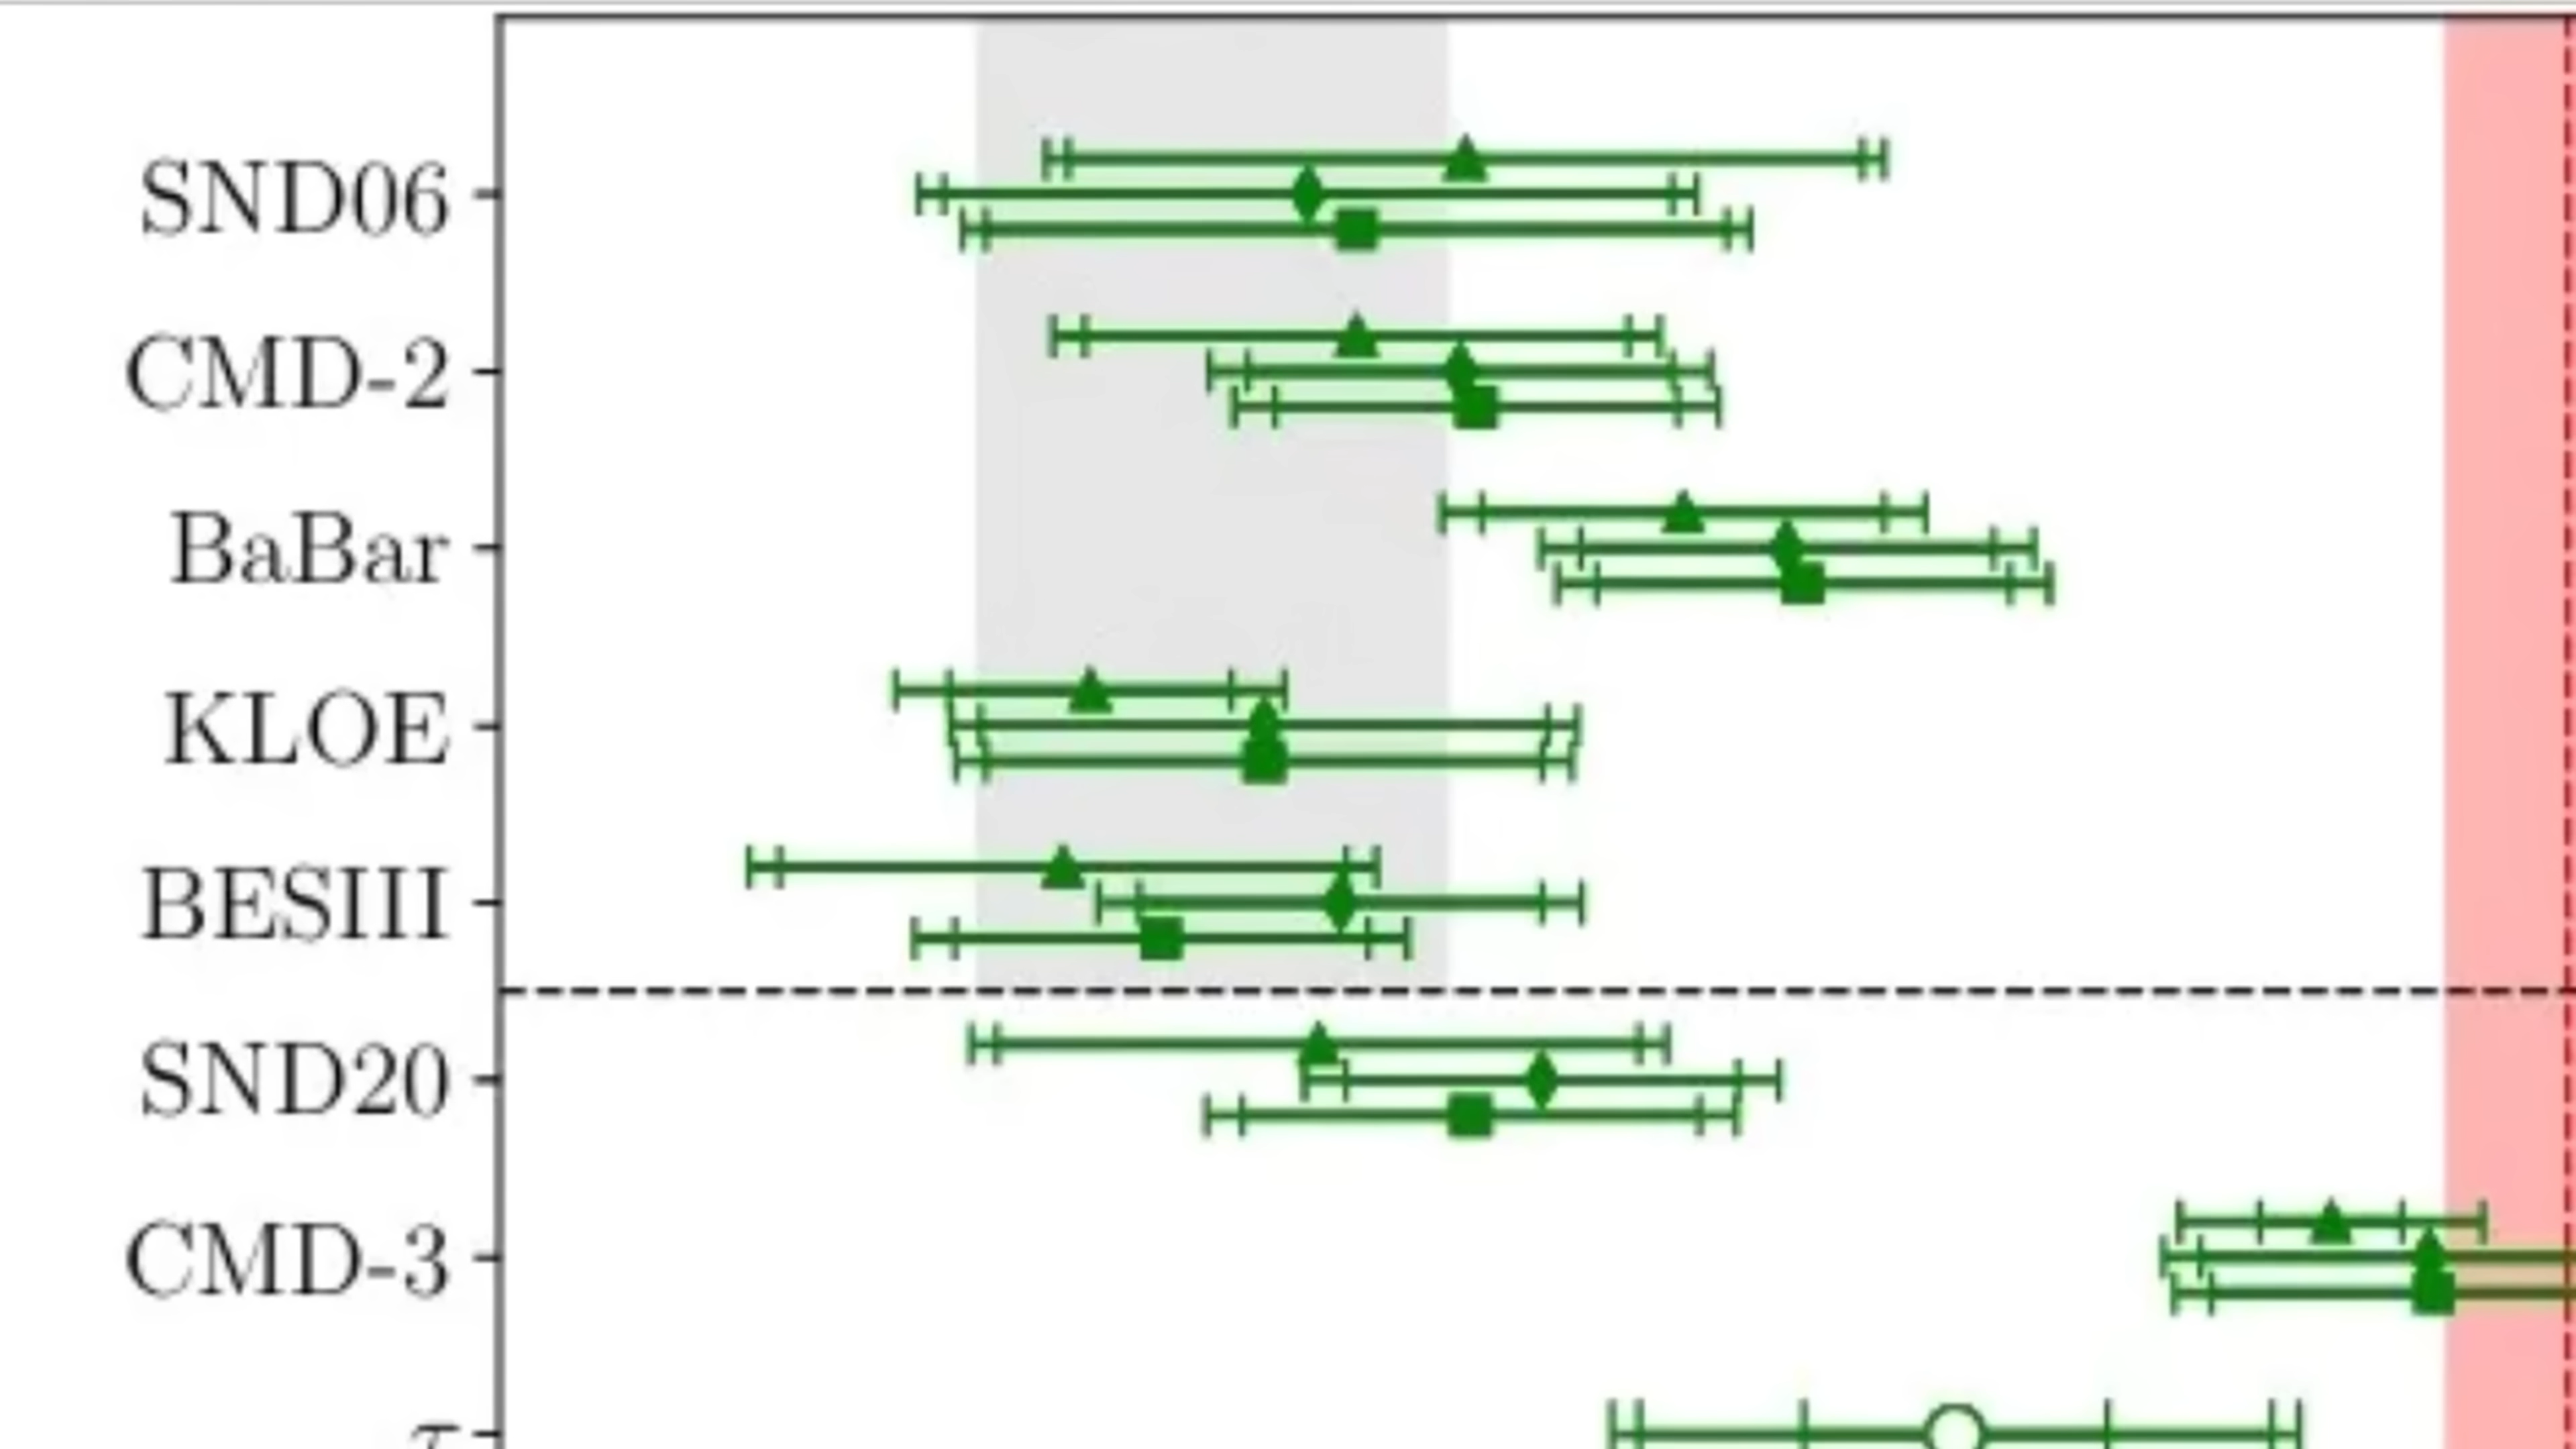 SND06
CMD-2
BaBar
KLOE
BESIII
SND20
CMD-3
τ